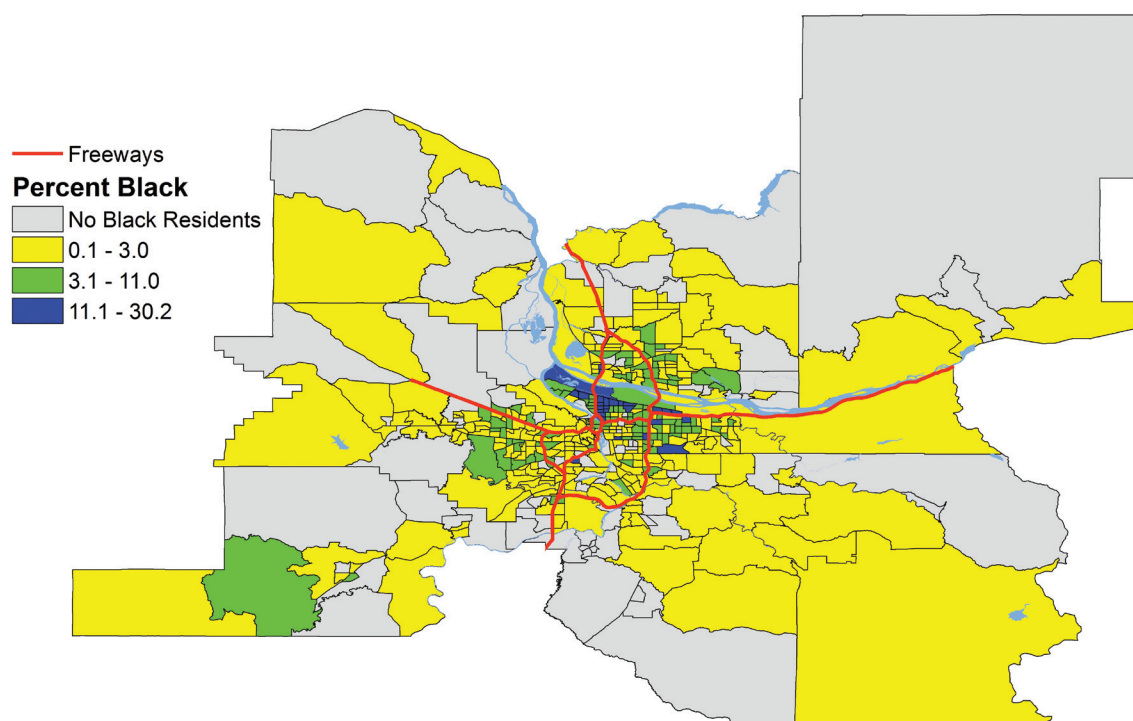 Freeways
Percent Black
No Black Residents
0.1 - 3.0
3.1 - 11.0
11.1 - 30.2